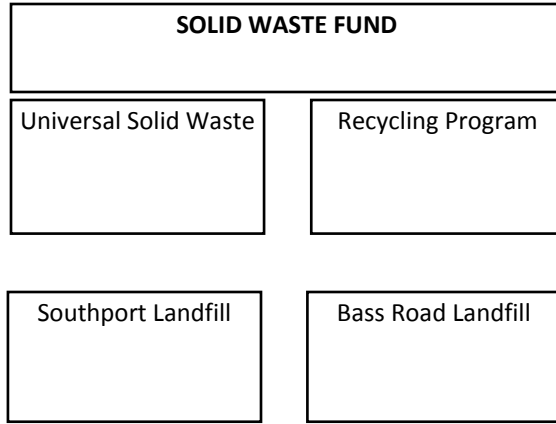 SOLID WASTE FUND
Universal Solid Waste
Recycling Program
Southport Landfill
Bass Road Landfill